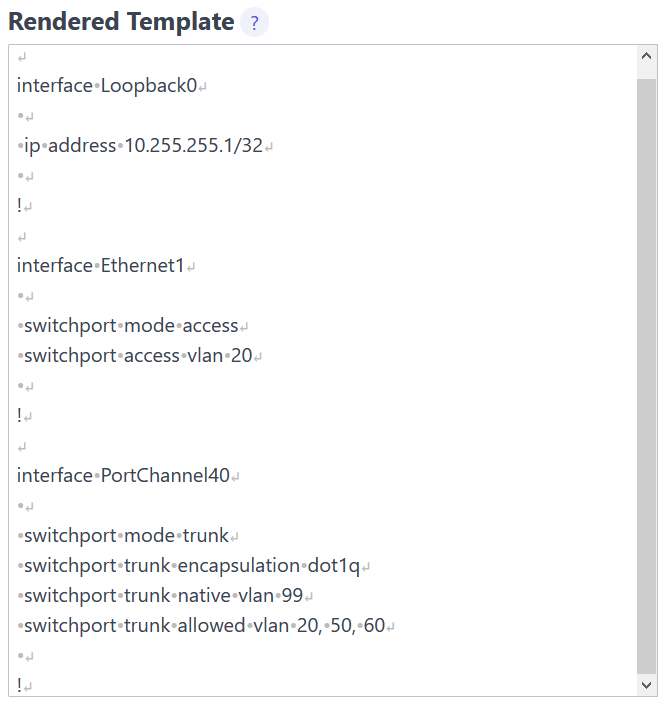 Rendered Template ?
↵
interface•Loopback0↵
•↵
•ip•address•10.255.255.1/32↵
•↵
!↵
↵
interface•Ethernet1↵
•↵
•switchport•mode•access↵
•switchport•access•vlan•20↵
•↵
!↵
↵
interface•PortChannel40↵
•↵
•switchport•mode•trunk↵
•switchport•trunk•encapsulation•dot1q↵
•switchport•trunk•native•vlan•99↵
•switchport•trunk•allowed•vlan•20,•50,•60↵
•↵
!↵